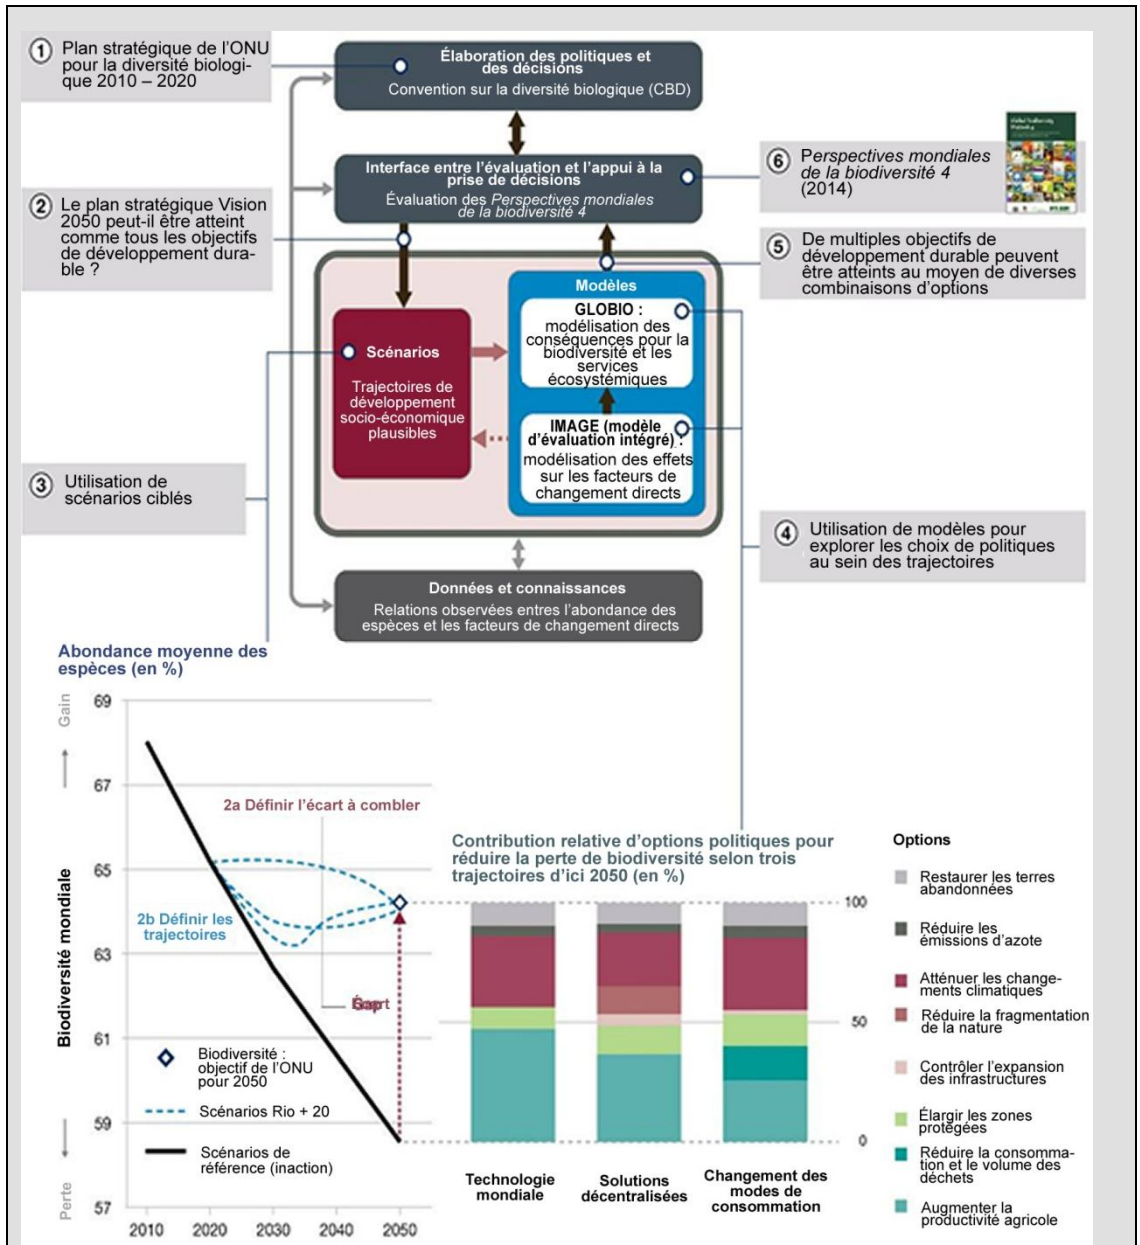 1
Plan stratégique de l'ONU
pour la diversité biologi-
que 2010 – 2020
Élaboration des politiques et
des décisions
Convention sur la diversité biologique (CBD)
Interface entre l'évaluation et l'appui à la
prise de décisions
Évaluation des Perspectives mondiales
de la biodiversité 4
6
Perspectives mondiales
de la biodiversité 4
(2014)
2
Le plan stratégique Vision
2050 peut-il être atteint
comme tous les objectifs
de développement dura-
ble ?
5
De multiples objectifs de
développement durable peuvent
être atteints au moyen de diverses
combinaisons d'options
Modèles
GLOBIO :
modélisation des
conséquences pour la
biodiversité et les
services
écosystémiques
Scénarios
Trajectoires de
développement
socio-économique
plausibles
IMAGE (modèle
d'évaluation intégré) :
modélisation des effets
sur les facteurs de
changement directs
3
Utilisation de
scénarios ciblés
4
Utilisation de modèles pour
explorer les choix de politiques
au sein des trajectoires
Données et connaissances
Relations observées entres l'abondance des
espèces et les facteurs de changement directs
Abondance moyenne des
espèces (en %)
Gain
Biodiversité mondiale
Perte
69
67
65
63
61
59
57
2010
2020
2030
2040
2050
2a Définir l'écart à combler
2b Définir les
trajectoires
Biodiversité :
objectif de l'ONU
pour 2050
Scénarios Rio + 20
Scénarios de
référence (inaction)
Contribution relative d'options politiques pour
réduire la perte de biodiversité selon trois
trajectoires d'ici 2050 (en %)
100
50
0
Technologie
mondiale
Solutions
décentralisées
Changement des
modes de
consommation
Options
Restaurer les terres
abandonnées
Réduire les
émissions d'azote
Atténuer les change-
ments climatiques
Réduire la fragmentation
de la nature
Contrôler l'expansion
des infrastructures
Élargir les zones
protégées
Réduire la consomma-
tion et le volume des
déchets
Augmenter la
productivité agricole